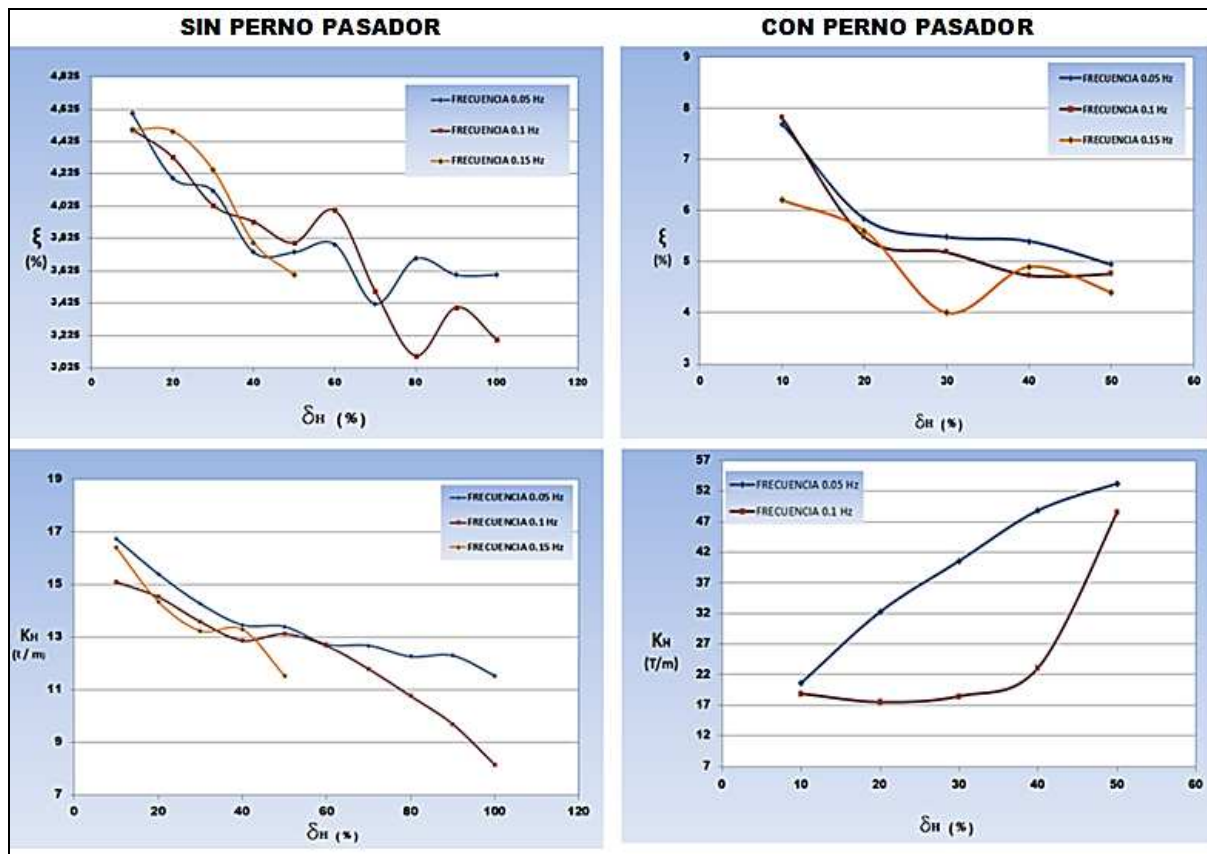 SIN PERNO PASADOR
CON PERNO PASADOR
4,825
4,625
4,425
4,225
4,025
3,825
3,625
3,425
3,225
3,025
ξ
(%)
FRECUENCIA 0.05 Hz
FRECUENCIA 0.1 Hz
FRECUENCIA 0.15 Hz
0 20 40 60 80 100 120
δH (%)
9
8
7
6
5
4
3
ξ
(%)
FRECUENCIA 0.05 Hz
FRECUENCIA 0.1 Hz
FRECUENCIA 0.15 Hz
0 10 20 30 40 50 60
δH (%)
19
17
15
13
11
9
7
KH
(t / m)
FRECUENCIA 0.05 Hz
FRECUENCIA 0.1 Hz
FRECUENCIA 0.15 Hz
0 20 40 60 80 100 120
δH (%)
57
52
47
42
37
32
27
22
17
12
7
KH
(T/m)
FRECUENCIA 0.05 Hz
FRECUENCIA 0.1 Hz
0 10 20 30 40 50 60
δH (%)